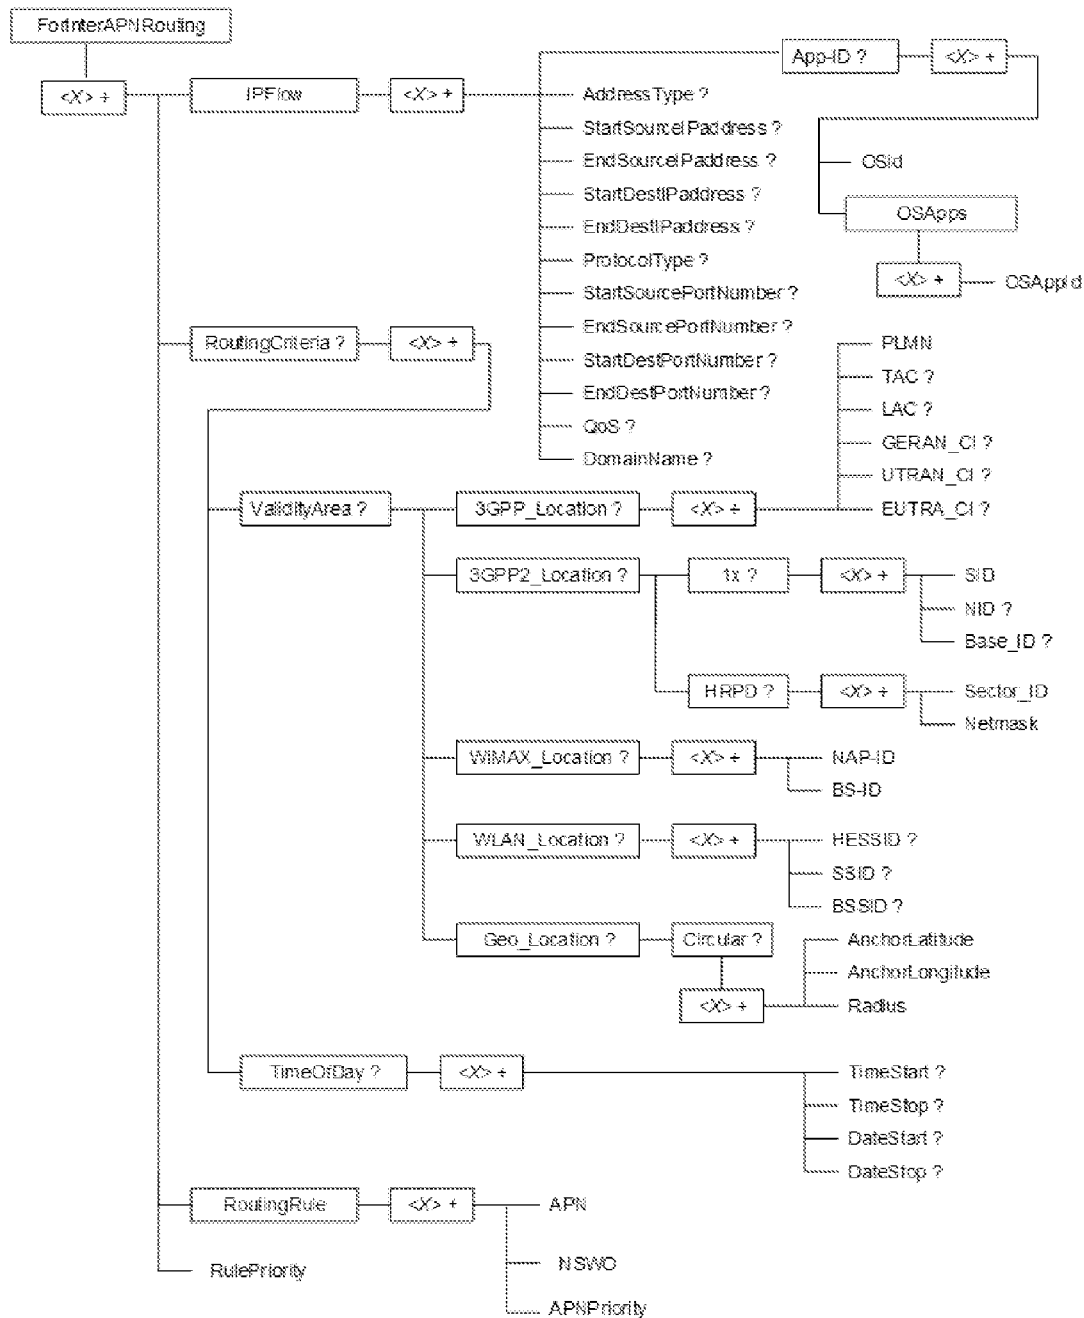 ForInterAPNRouting
<X> +
IPFlow
<X> +
App-ID ?
<X> +
OSid
OSApps
<X> +
OSAppId
AddressType ?
StartSourceIPaddress ?
EndSourceIPaddress ?
StartDestIPaddress ?
EndDestIPaddress ?
ProtocolType ?
StartSourcePortNumber ?
EndSourcePortNumber ?
StartDestPortNumber ?
EndDestPortNumber ?
QoS ?
DomainName ?
RoutingCriteria ?
<X> +
ValidityArea ?
3GPP_Location ?
<X> +
PLMN
TAC ?
LAC ?
GERAN_CI ?
UTRAN_CI ?
EUTRA_CI ?
3GPP2_Location ?
1x ?
<X> +
SID
NID ?
Base_ID ?
HRPD ?
<X> +
Sector_ID
Netmask
WiMAX_Location ?
<X> +
NAP-ID
BS-ID
WLAN_Location ?
<X> +
HESSID ?
SSID ?
BSSID ?
Geo_Location ?
Circular ?
<X> +
AnchorLatitude
AnchorLongitude
Radius
TimeOfDay ?
<X> +
TimeStart ?
TimeStop ?
DateStart ?
DateStop ?
RoutingRule
<X> +
APN
NSWO
APNPriority
RulePriority